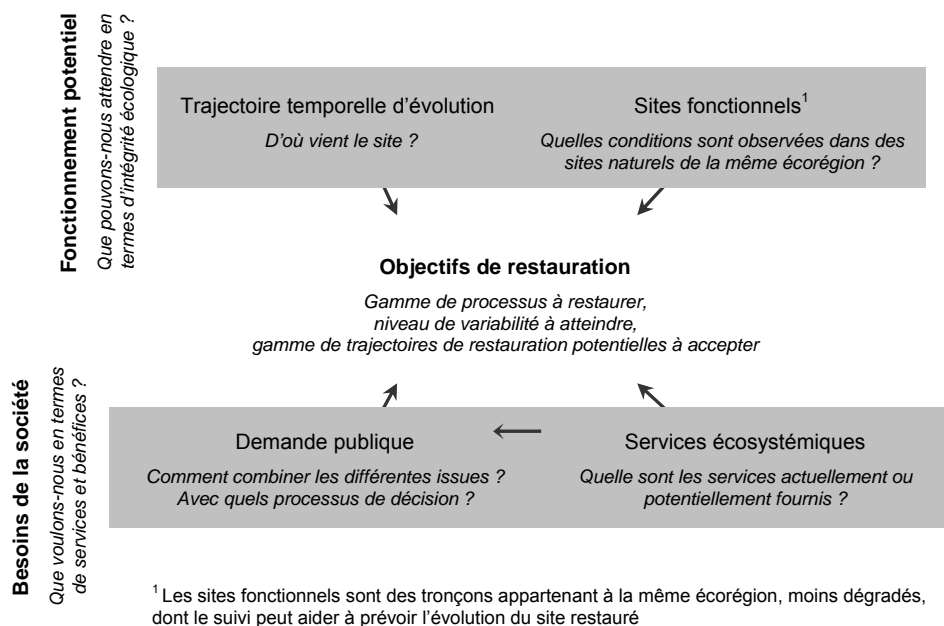 Fonctionnement potentiel
Que pouvons-nous attendre en
termes d'intégrité écologique ?
Trajectoire temporelle d'évolution
D'où vient le site ?
Sites fonctionnels¹
Quelles conditions sont observées dans des
sites naturels de la même écorégion ?
Objectifs de restauration
Gamme de processus à restaurer,
niveau de variabilité à atteindre,
gamme de trajectoires de restauration potentielles à accepter
Besoins de la société
Que voulons-nous en termes
de services et bénéfices ?
Demande publique
Comment combiner les différentes issues ?
Avec quels processus de décision ?
Services écosystémiques
Quelle sont les services actuellement ou
potentiellement fournis ?
¹ Les sites fonctionnels sont des tronçons appartenant à la même écorégion, moins dégradés,
dont le suivi peut aider à prévoir l'évolution du site restauré